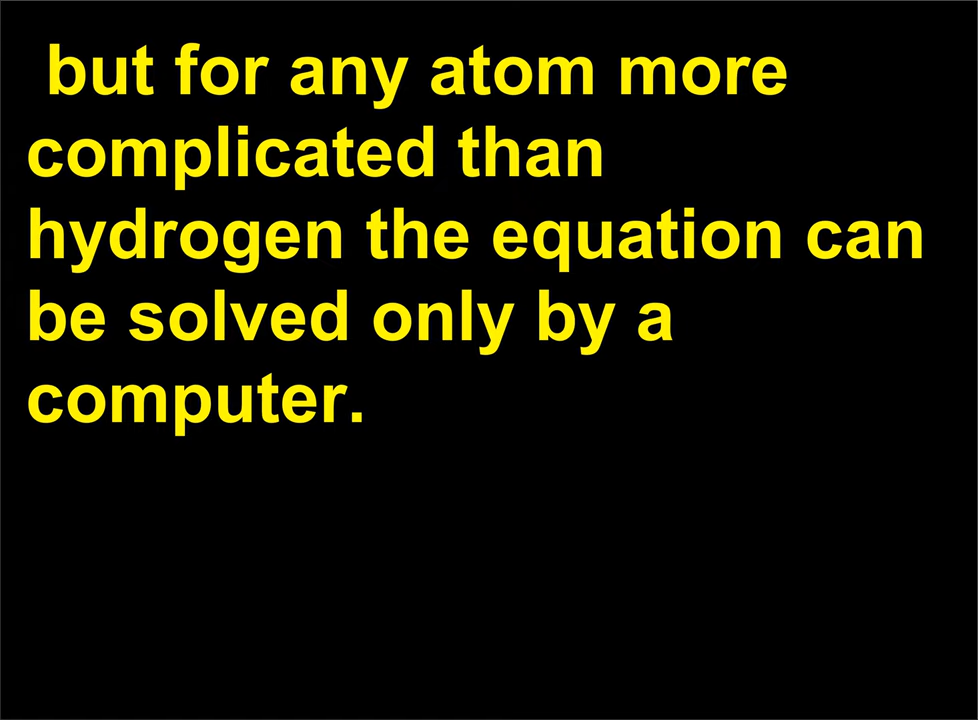 but for any atom more
complicated than
hydrogen the equation can
be solved only by a
computer.